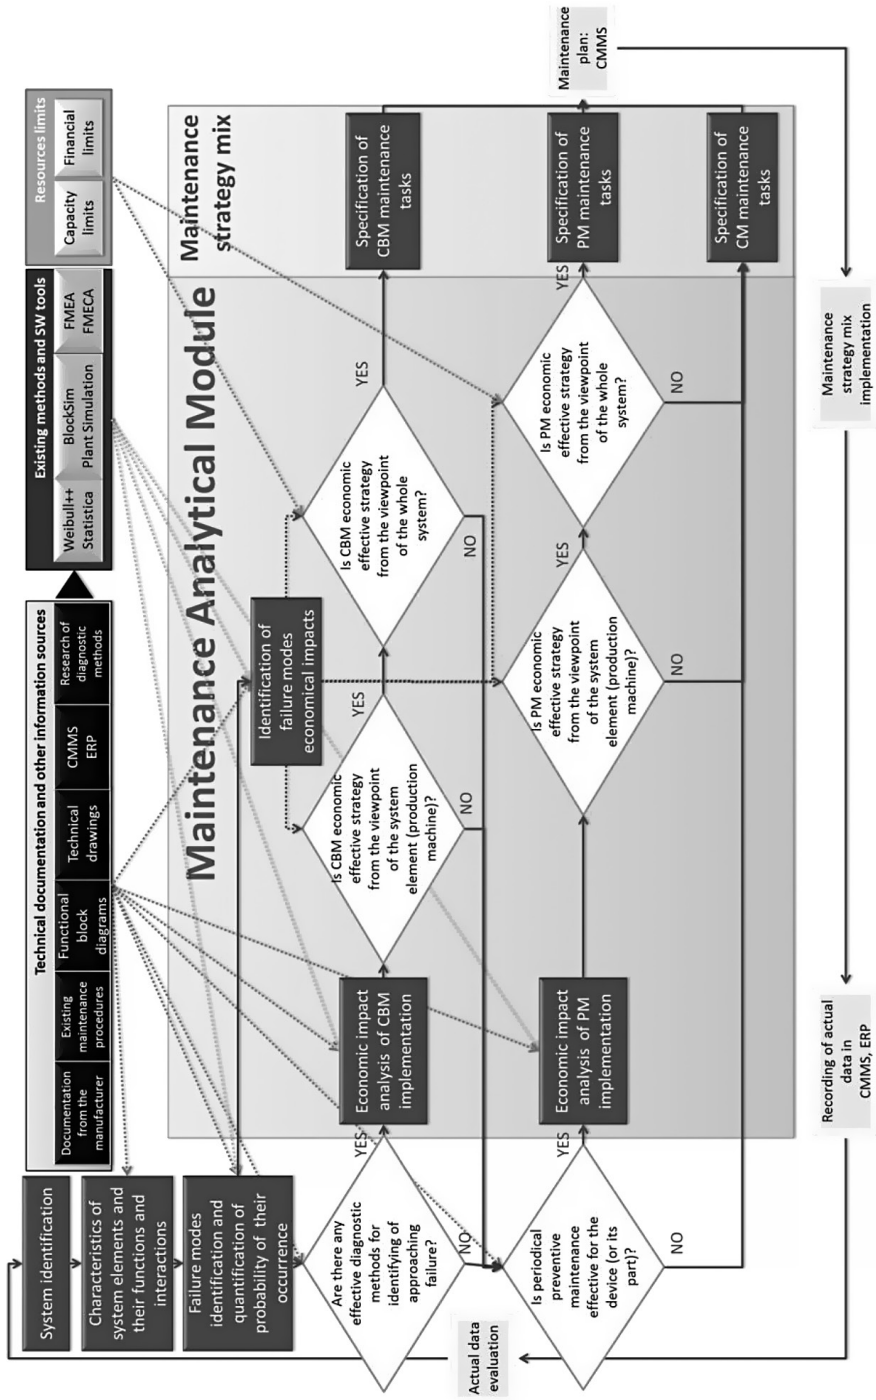 Technical documentation and other information sources
Documentation
from the
manufacturer
Existing
maintenance
procedures
Functional
block
diagrams
Technical
drawings
CMMS
ERP
Research of
diagnostic
methods
Existing methods and SW tools
Weibull++
Statistica
BlockSim
Plant Simulation
FMEA
FMECA
Resources limits
Capacity
limits
Financial
limits
System identification
Characteristics of
system elements and
their functions and
interactions
Failure modes
identification and
quantification of
probability of their
occurrence
Maintenance Analytical Module
Maintenance
strategy mix
Identification of
failure modes
economical impacts
Are there any
effective diagnostic
methods for
identifying of
approaching
failure?
YES
NO
Economic impact
analysis of CBM
implementation
Is CBM economic
effective strategy
from the viewpoint
of the system
element (production
machine)?
YES
NO
Is CBM economic
effective strategy
from the viewpoint
of the whole
system?
YES
NO
Specification of
CBM maintenance
tasks
Is periodical
preventive
maintenance
effective for the
device (or its
part)?
YES
NO
Economic impact
analysis of PM
implementation
Is PM economic
effective strategy
from the viewpoint
of the system
element (production
machine)?
YES
NO
Is PM economic
effective strategy
from the viewpoint
of the whole
system?
YES
NO
Specification of
PM maintenance
tasks
Specification of
CM maintenance
tasks
Maintenance
plan:
CMMS
Maintenance
strategy mix
implementation
Recording of actual
data in
CMMS, ERP
Actual data
evaluation